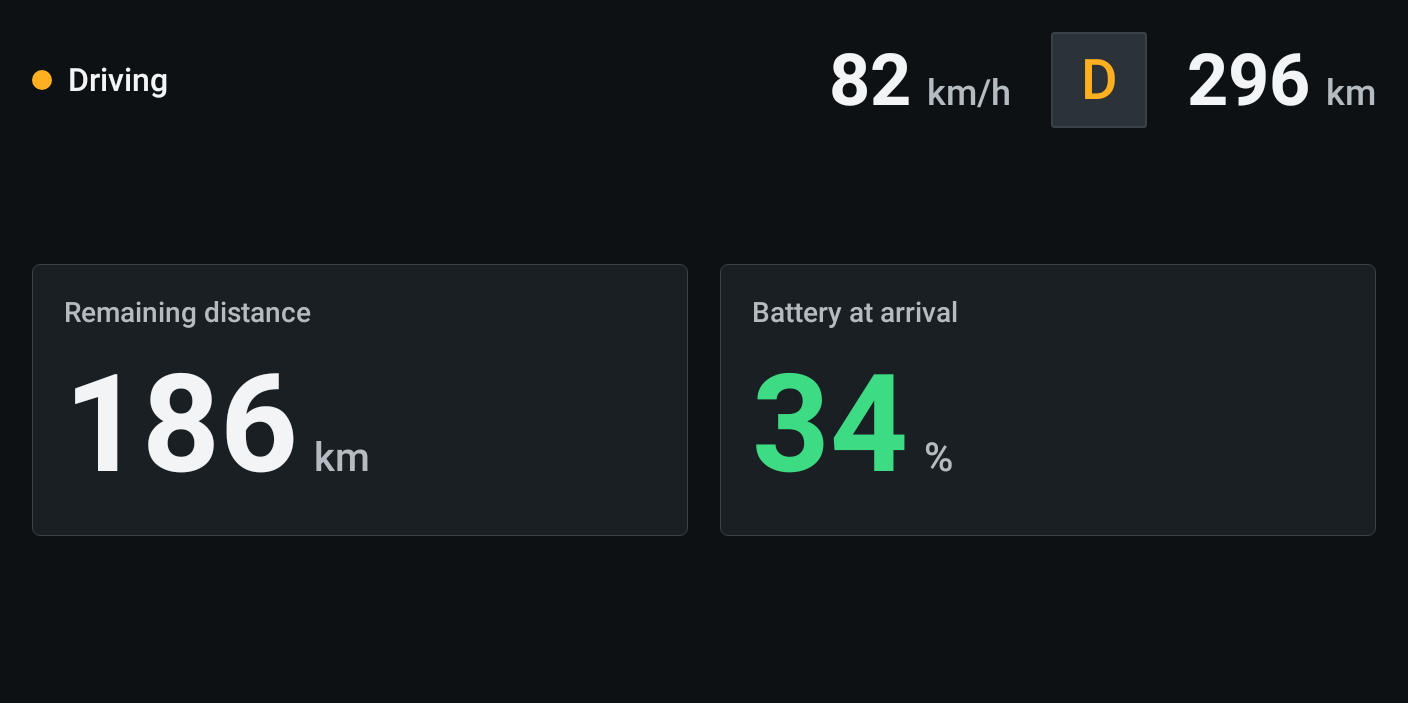 Driving
82 km/h
D
296 km
Remaining distance
186 km
Battery at arrival
34 %